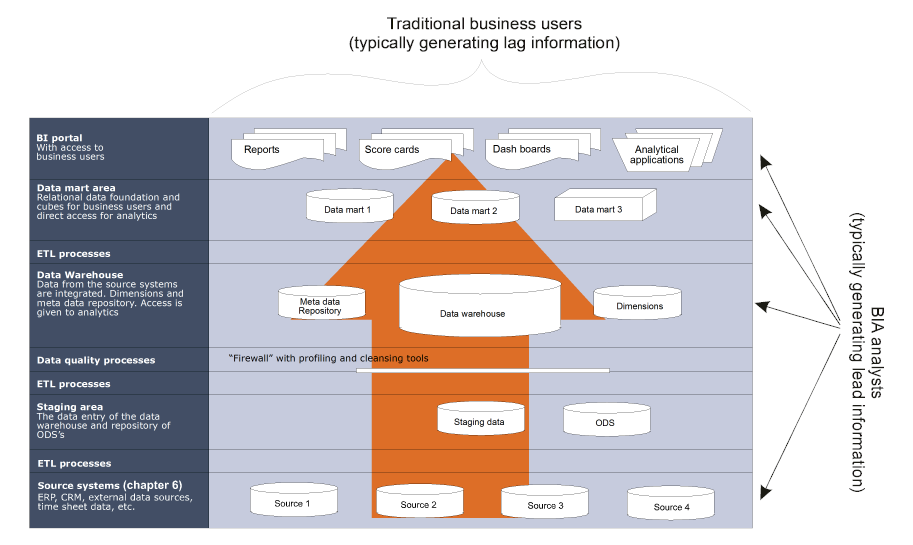 Traditional business users
(typically generating lag information)
BI portal
With access to
business users
Reports
Score cards
Dash boards
Analytical
applications
Data mart area
Relational data foundation and
cubes for business users and
direct access for analytics
Data mart 1
Data mart 2
Data mart 3
ETL processes
Data Warehouse
Data from the source systems
are integrated. Dimensions and
meta data repository. Access is
given to analytics
Meta data
Repository
Data warehouse
Dimensions
Data quality processes
“Firewall” with profiling and cleansing tools
ETL processes
Staging area
The data entry of the data
warehouse and repository of
ODS’s
Staging data
ODS
ETL processes
Source systems (chapter 6)
ERP, CRM, external data sources,
time sheet data, etc.
Source 1
Source 2
Source 3
Source 4
BIA analysts
(typically generating lead information)